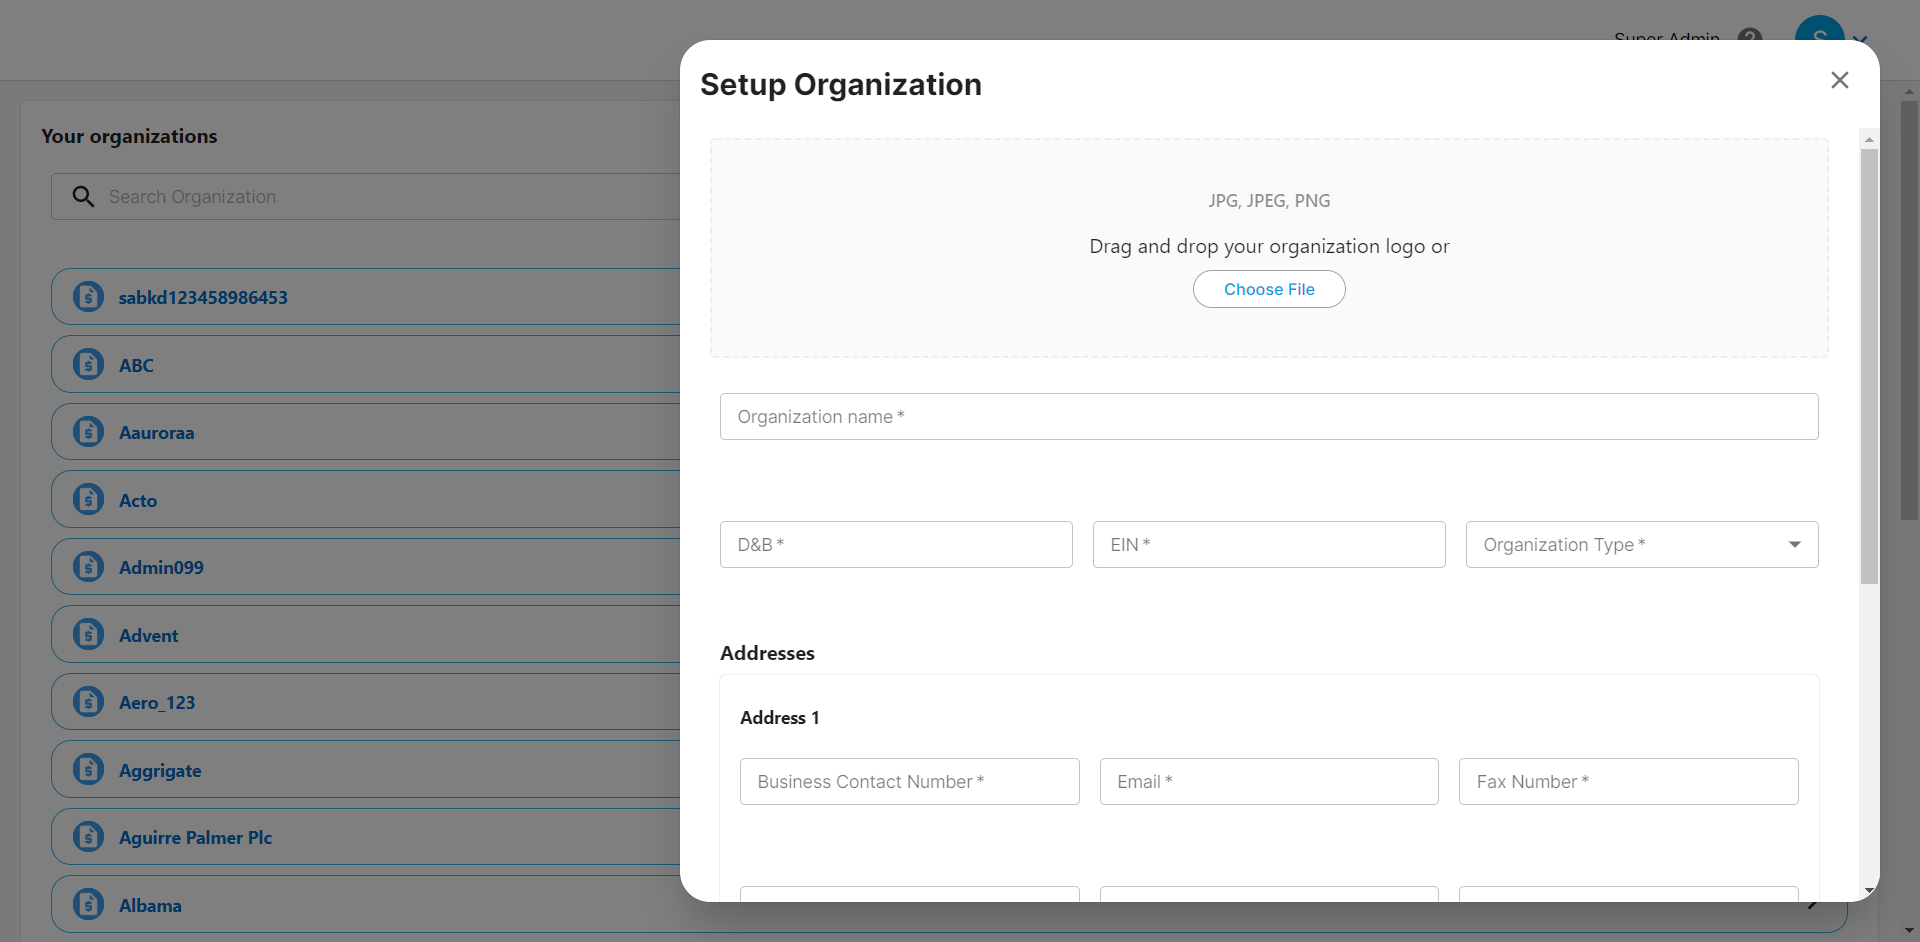 Super Admin
S
Setup Organization
Your organizations
Search Organization
JPG, JPEG, PNG
Drag and drop your organization logo or
Choose File
sabkd123458986453
ABC
Aauroraa
Acto
Admin099
Advent
Aero_123
Aggrigate
Aguirre Palmer Plc
Albama
Organization name *
D&B * EIN * Organization Type *
Addresses
Address 1
Business Contact Number * Email * Fax Number *